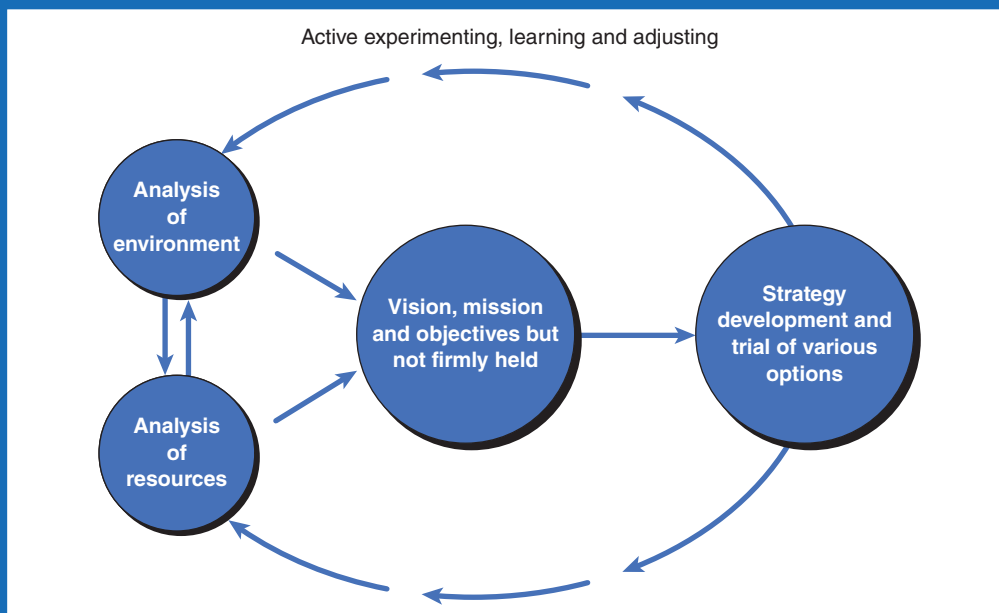 Active experimenting, learning and adjusting
Analysis
of
environment
Vision, mission
and objectives but
not firmly held
Strategy
development and
trial of various
options
Analysis
of
resources